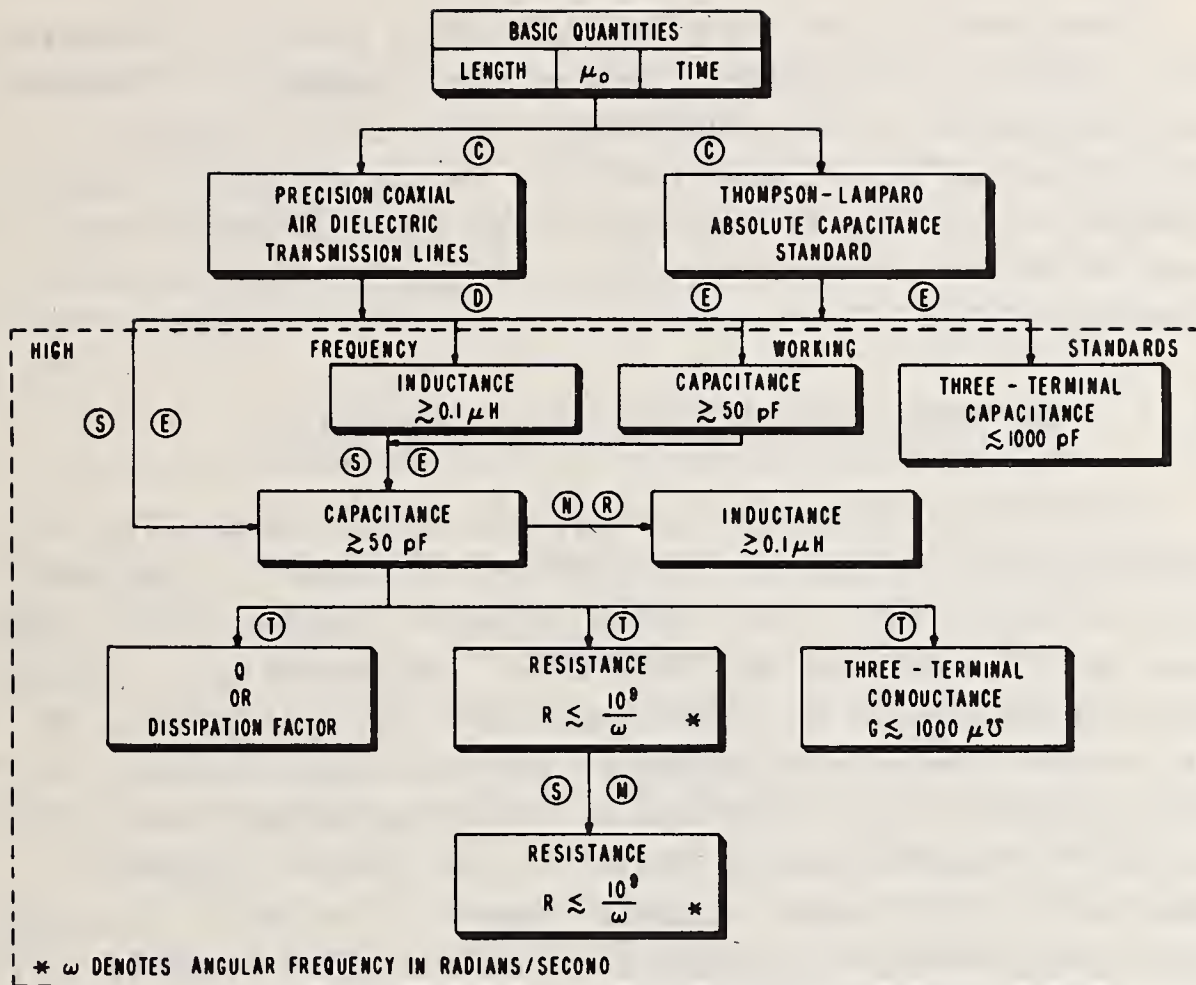 BASIC QUANTITIES
LENGTH μ₀ TIME
Ⓒ Ⓒ
PRECISION COAXIAL
AIR DIELECTRIC
TRANSMISSION LINES
THOMPSON-LAMPARO
ABSOLUTE CAPACITANCE
STANDARD
Ⓓ Ⓔ Ⓔ
HIGH FREQUENCY WORKING STANDARDS
INDUCTANCE
≳0.1 μH
CAPACITANCE
≳50 pF
THREE - TERMINAL
CAPACITANCE
≲1000 pF
Ⓢ Ⓔ
Ⓢ Ⓔ
CAPACITANCE
≳50 pF
Ⓝ Ⓡ
INDUCTANCE
≳0.1 μH
Ⓣ Ⓣ Ⓣ
Q
OR
DISSIPATION FACTOR
RESISTANCE
R ≲ 10⁹/ω *
THREE - TERMINAL
CONOUCTANCE
G≲ 1000 μ℧
Ⓢ Ⓝ
RESISTANCE
R ≲ 10⁹/ω *
* ω DENOTES ANGULAR FREQUENCY IN RADIANS/SECOND